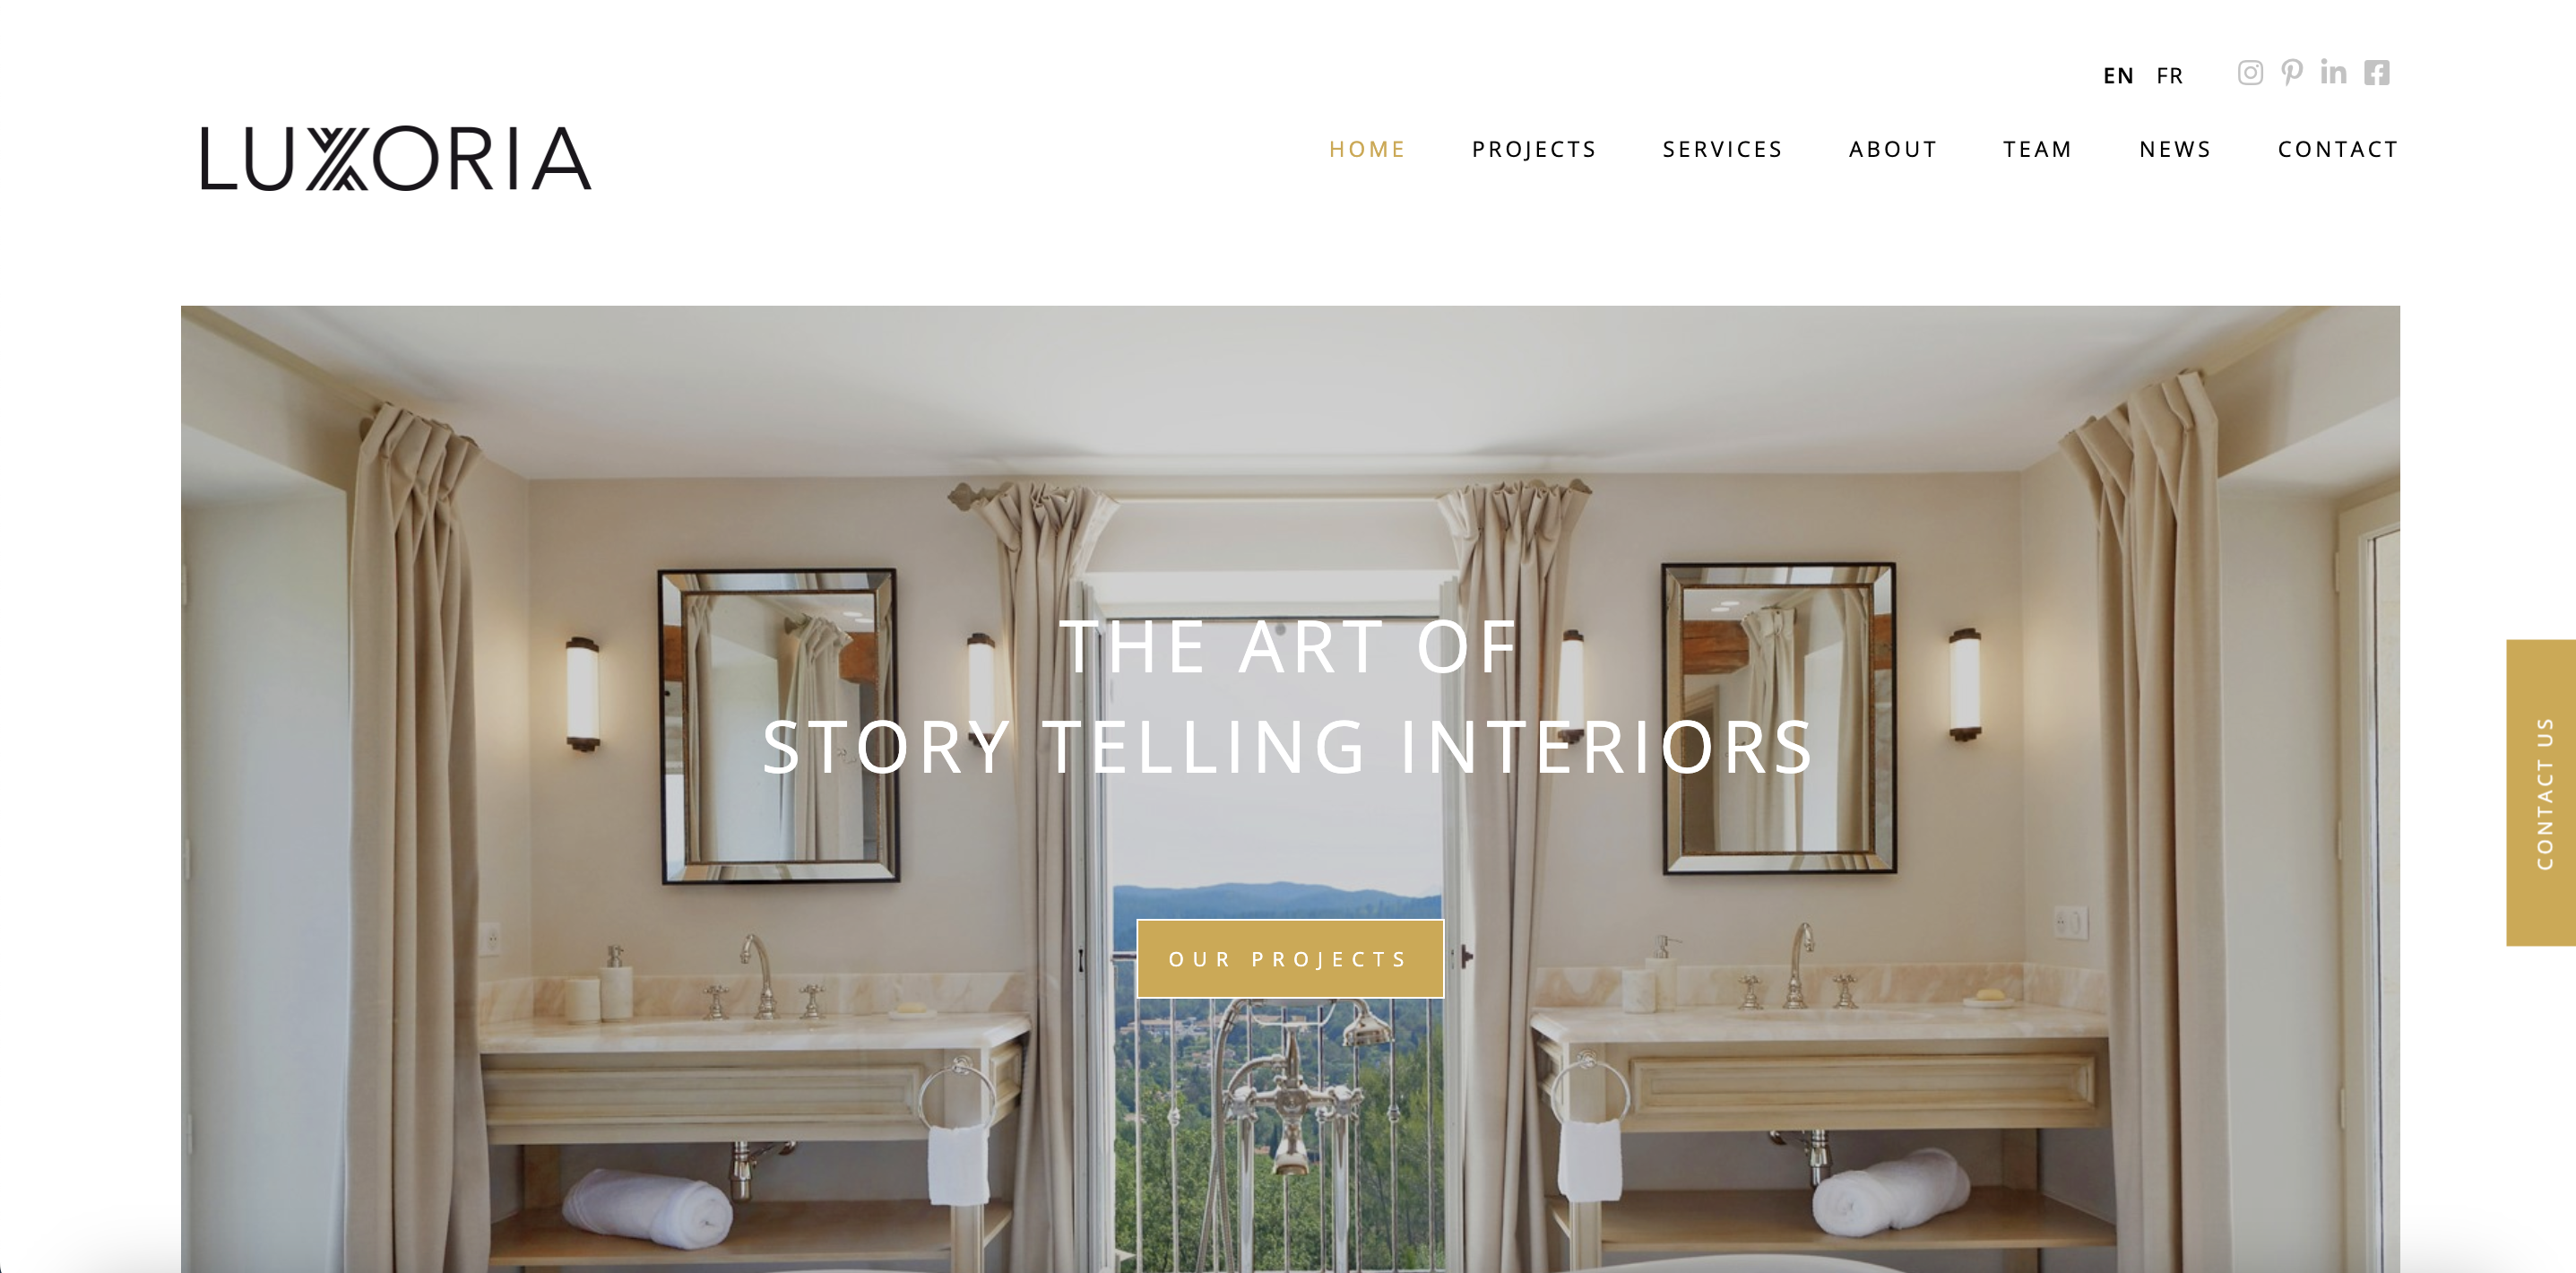 EN FR
LUXORIA
HOME PROJECTS SERVICES ABOUT TEAM NEWS CONTACT
THE ART OF
STORY TELLING INTERIORS
OUR PROJECTS
CONTACT US